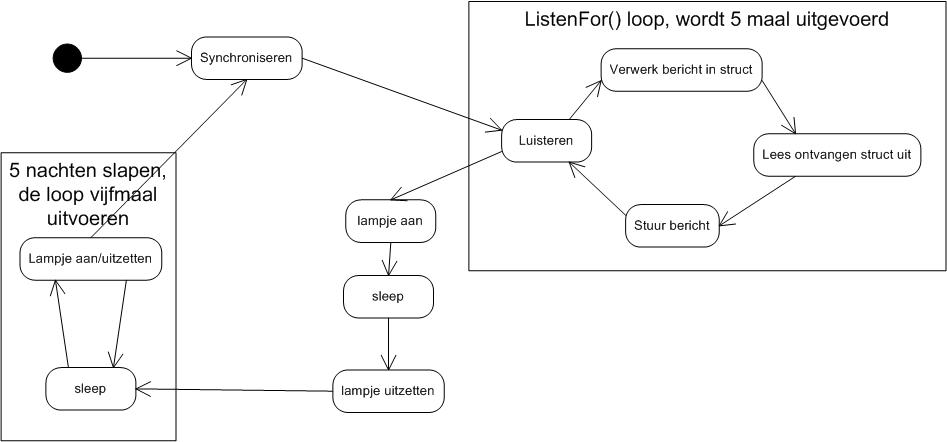 ListenFor() loop, wordt 5 maal uitgevoerd
Synchroniseren
Verwerk bericht in struct
Luisteren
Lees ontvangen struct uit
5 nachten slapen,
de loop vijfmaal
uitvoeren
lampje aan
Stuur bericht
Lampje aan/uitzetten
sleep
sleep
lampje uitzetten